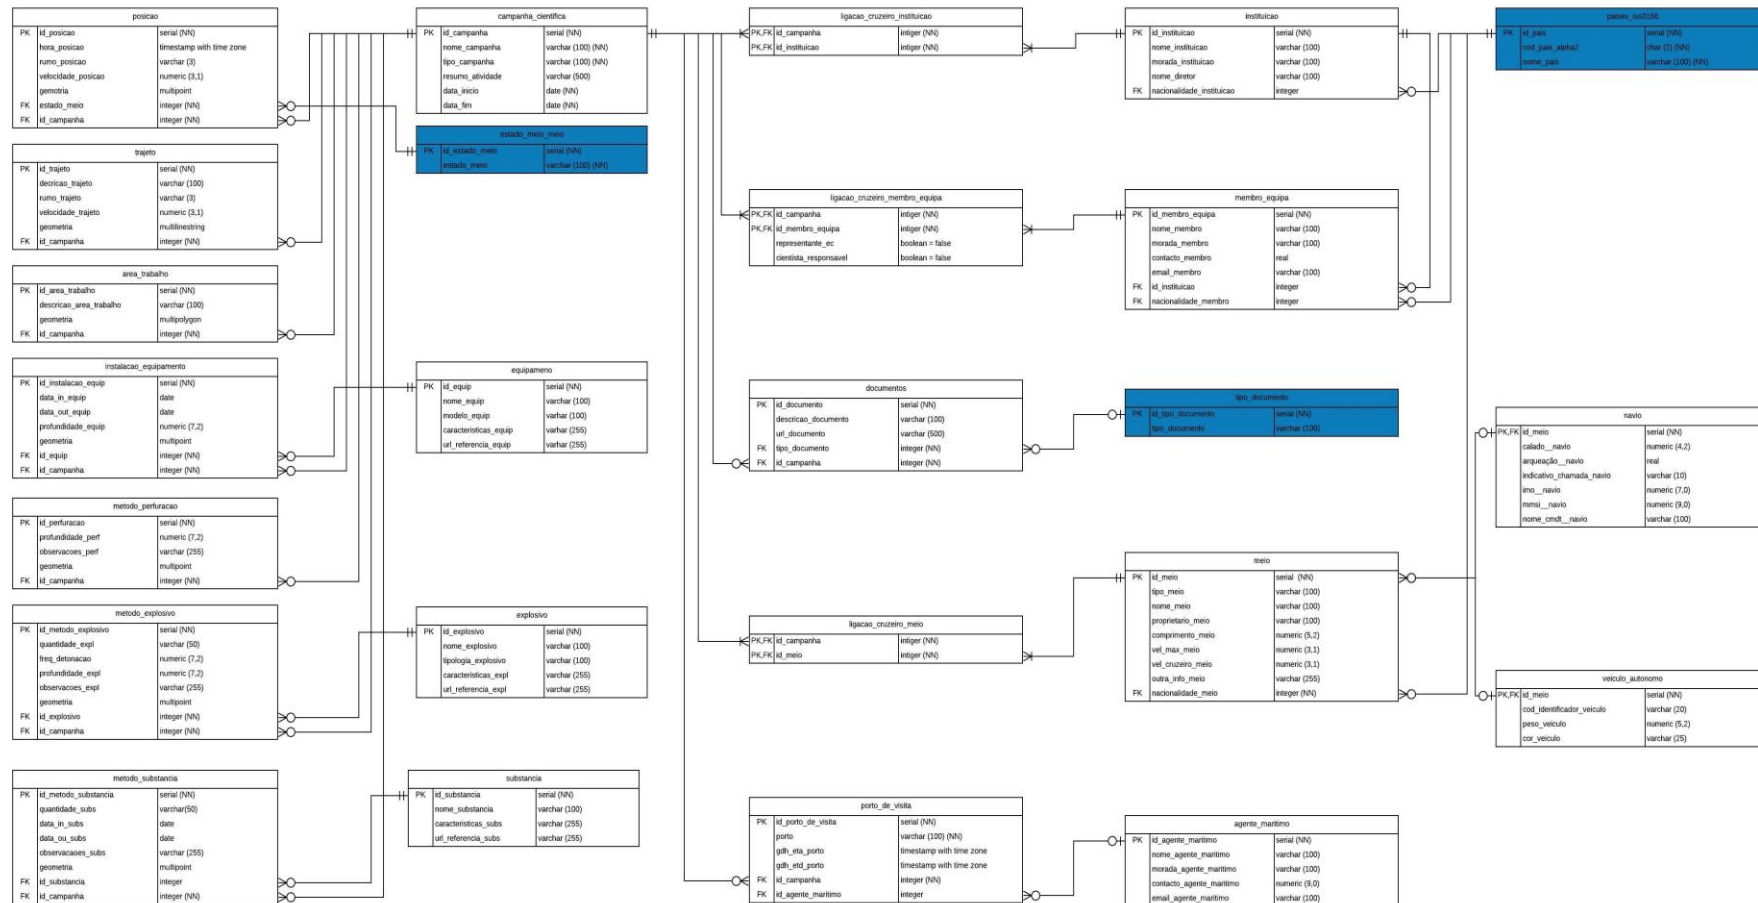 posicao
PK id_posicao serial (NN)
hora_posicao timestamp with time zone
rumo_posicao varchar (3)
velocidade_posicao numeric (3,1)
gemotria multipoint
FK estado_meio integer (NN)
FK id_campanha integer (NN)
trajeto
PK id_trajeto serial (NN)
decricao_trajeto varchar (100)
rumo_trajeto varchar (3)
velocidade_trajeto numeric (3,1)
geometria multilinestring
FK id_campanha integer (NN)
area_trabalho
PK id_area_trabalho serial (NN)
descricao_area_trabalho varchar (100)
geometria multipolygon
FK id_campanha integer (NN)
instalacao_equipamento
PK id_instalacao_equip serial (NN)
data_in_equip date
data_out_equip date
profundidade_equip numeric (7,2)
geometria multipoint
FK id_equip integer (NN)
FK id_campanha integer (NN)
metodo_perfuracao
PK id_perfuracao serial (NN)
profundidade_perf numeric (7,2)
observacoes_perf varchar (255)
geometria multipoint
FK id_campanha integer (NN)
metodo_explosivo
PK id_metodo_explosivo serial (NN)
quantidade_expl varchar (50)
freq_detonacao numeric (7,2)
profundidade_expl numeric (7,2)
observacoes_expl varchar (255)
geometria multipoint
FK id_explosivo integer (NN)
FK id_campanha integer (NN)
metodo_substancia
PK id_metodo_substancia serial (NN)
quantidade_subs varchar(50)
data_in_subs date
data_ou_subs date
observacaoes_subs varchar (255)
geometria multipoint
FK id_substancia integer
FK id_campanha integer (NN)
campanha_cientifica
PK id_campanha serial (NN)
nome_campanha varchar (100) (NN)
tipo_campanha varchar (100) (NN)
resumo_atividade varchar (500)
data_inicio date (NN)
data_fim date (NN)
estado_meio_meio
PK id_estado_meio serial (NN)
estado_meio varchar (100) (NN)
equipameno
PK id_equip serial (NN)
nome_equip varchar (100)
modelo_equip varhar (100)
caracteristicas_equip varhar (255)
url_referencia_equip varhar (255)
explosivo
PK id_explosivo serial (NN)
nome_explosivo varchar (100)
tipologia_explosivo varchar (100)
características_expl varchar (255)
url_referencia_expl varchar (255)
substancia
PK id_substancia serial (NN)
nome_substancia varchar (100)
caracteristicas_subs varchar (255)
url_referencia_subs varchar (255)
ligacao_cruzeiro_instituicao
PK,FK id_campanha intiger (NN)
PK,FK id_instituicao intiger (NN)
ligacao_cruzeiro_membro_equipa
PK,FK id_campanha intiger (NN)
PK,FK id_membro_equipa intiger (NN)
representante_ec boolean = false
cientista_responsavel boolean = false
documentos
PK id_documento serial (NN)
descricao_documento varchar (100)
url_documento varchar (500)
FK tipo_documento integer (NN)
FK id_campanha integer (NN)
ligacao_cruzeiro_meio
PK,FK id_campanha intiger (NN)
PK,FK id_meio intiger (NN)
porto_de_visita
PK id_porto_de_visita serial (NN)
porto varchar (100) (NN)
gdh_eta_porto timestamp with time zone
gdh_etd_porto timestamp with time zone
FK id_campanha integer (NN)
FK id_agente_maritimo integer
instituicao
PK id_instituicao serial (NN)
nome_instituicao varchar (100)
morada_instituicao varchar (100)
nome_diretor varchar (100)
FK nacionalidade_instituicao integer
membro_equipa
PK id_membro_equipa serial (NN)
nome_membro varchar (100)
morada_membro varchar (100)
contacto_membro real
email_membro varchar (100)
FK id_instituicao integer
FK nacionalidade_membro integer
tipo_documento
PK id_tipo_documento serial (NN)
tipo_documento varchar (100)
meio
PK id_meio serial (NN)
tipo_meio varchar (100)
nome_meio varchar (100)
proprietario_meio varchar (100)
comprimento_meio numeric (5,2)
vel_max_meio numeric (3,1)
vel_cruzeiro_meio numeric (3,1)
outra_info_meio varchar (255)
FK nacionalidade_meio integer (NN)
agente_maritimo
PK id_agente_maritimo serial (NN)
nome_agente_maritimo varchar (100)
morada_agente_maritimo varchar (100)
contacto_agente_maritimo numeric (9,0)
email_agente_maritimo varchar (100)
paises_iso3166
PK id_pais serial (NN)
cod_pais_alpha2 char (2) (NN)
nome_pais varchar (100) (NN)
navio
PK,FK id_meio serial (NN)
calado__navio numeric (4,2)
arqueação__navio real
indicativo_chamada_navio varchar (10)
imo__navio numeric (7,0)
mmsi__navio numeric (9,0)
nome_cmdt__navio varchar (100)
veiculo_autonomo
PK,FK id_meio serial (NN)
cod_identificador_veiculo varchar (20)
peso_veiculo numeric (5,2)
cor_veiculo varchar (25)